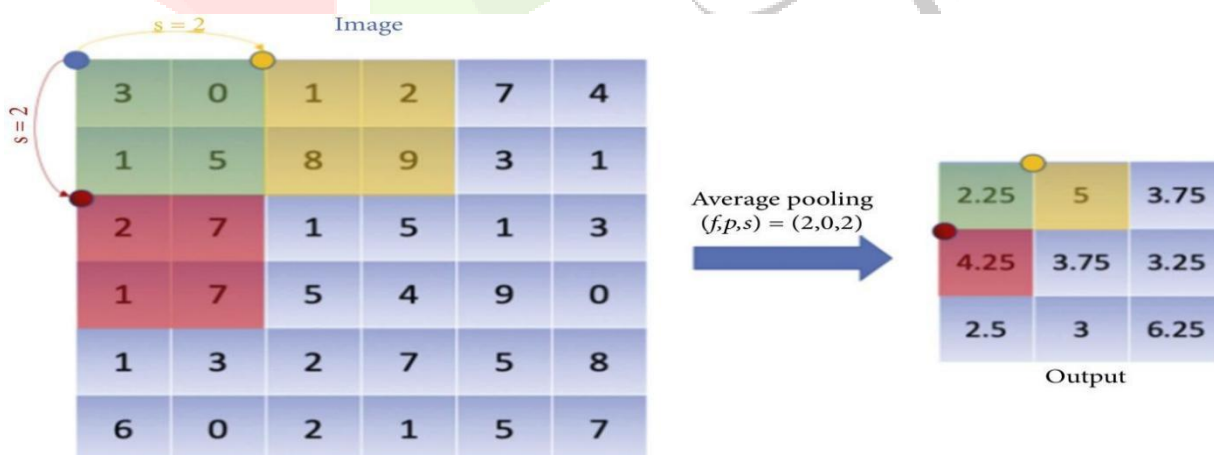 s = 2
Image
s = 2
3 0 1 2 7 4
1 5 8 9 3 1
2 7 1 5 1 3
1 7 5 4 9 0
1 3 2 7 5 8
6 0 2 1 5 7
Average pooling
(f,p,s) = (2,0,2)
2.25 5 3.75
4.25 3.75 3.25
2.5 3 6.25
Output